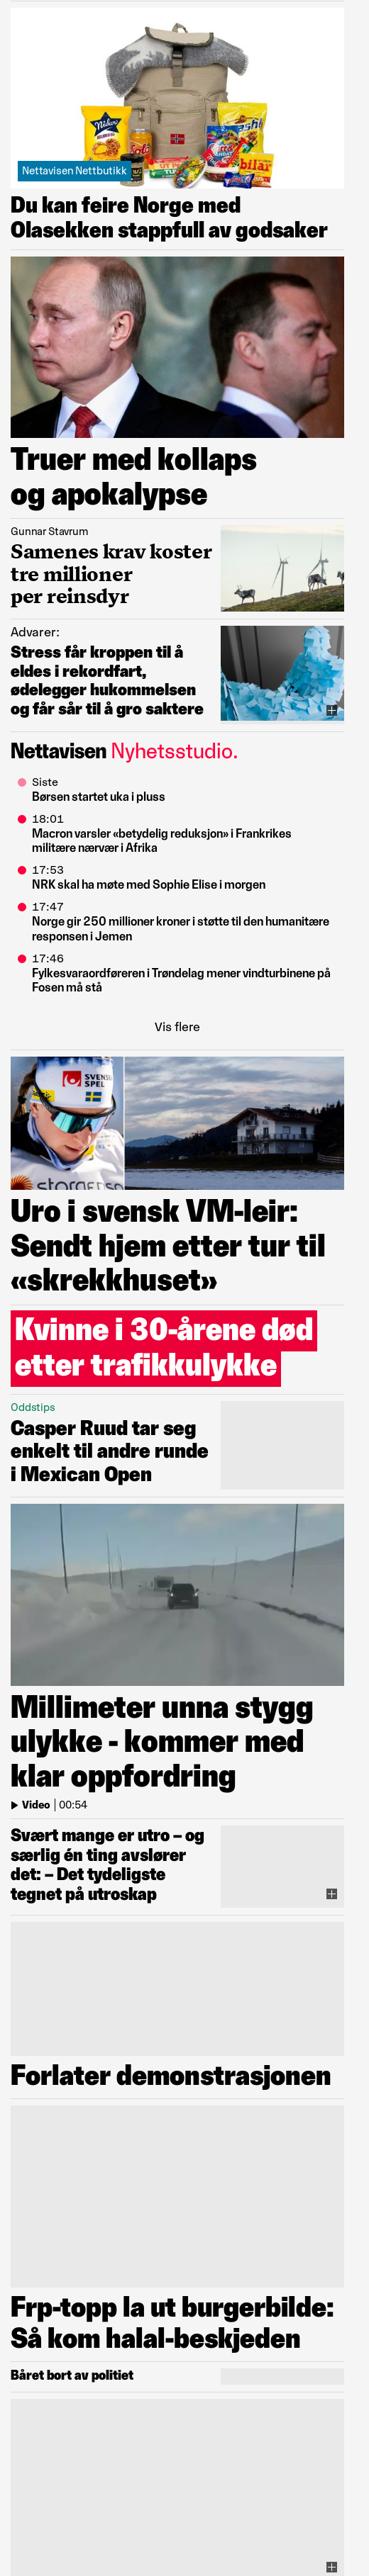 Nettavisen Nettbutikk
Du kan feire Norge med
Olasekken stappfull av godsaker
Truer med kollaps
og apokalypse
Gunnar Stavrum
Samenes krav koster
tre millioner
per reinsdyr
Advarer:
Stress får kroppen til å
eldes i rekordfart,
ødelegger hukommelsen
og får sår til å gro saktere
Nettavisen Nyhetsstudio.
Siste
Børsen startet uka i pluss
18:01
Macron varsler «betydelig reduksjon» i Frankrikes
militære nærvær i Afrika
17:53
NRK skal ha møte med Sophie Elise i morgen
17:47
Norge gir 250 millioner kroner i støtte til den humanitære
responsen i Jemen
17:46
Fylkesvaraordføreren i Trøndelag mener vindturbinene på
Fosen må stå
Vis flere
SVENSKA
SPEL
Uro i svensk VM-leir:
Sendt hjem etter tur til
«skrekkhuset»
Kvinne i 30-årene død
etter trafikkulykke
Oddstips
Casper Ruud tar seg
enkelt til andre runde
i Mexican Open
Millimeter unna stygg
ulykke - kommer med
klar oppfordring
Video | 00:54
Svært mange er utro – og
særlig én ting avslører
det: – Det tydeligste
tegnet på utroskap
Forlater demonstrasjonen
Frp-topp la ut burgerbilde:
Så kom halal-beskjeden
Båret bort av politiet